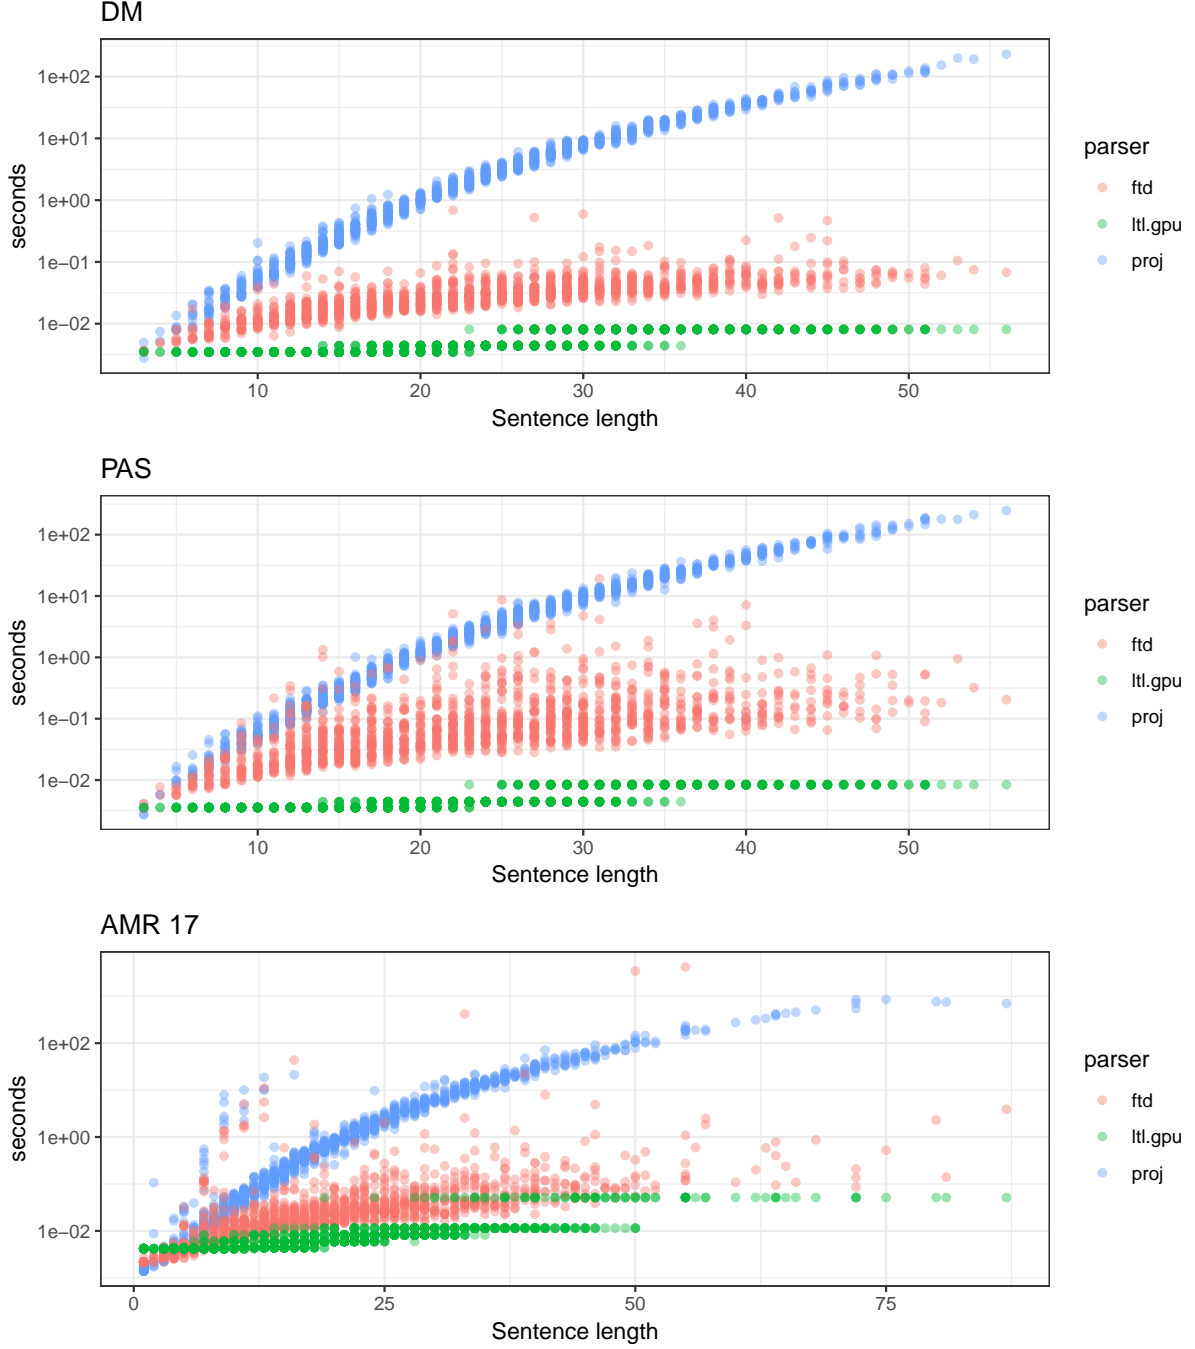 DM
1e+02
1e+01
1e+00
1e−01
1e−02
seconds
10 20 30 40 50
Sentence length
parser
ftd
ltl.gpu
proj
PAS
1e+02
1e+01
1e+00
1e−01
1e−02
seconds
10 20 30 40 50
Sentence length
parser
ftd
ltl.gpu
proj
AMR 17
1e+02
1e+00
1e−02
seconds
0 25 50 75
Sentence length
parser
ftd
ltl.gpu
proj